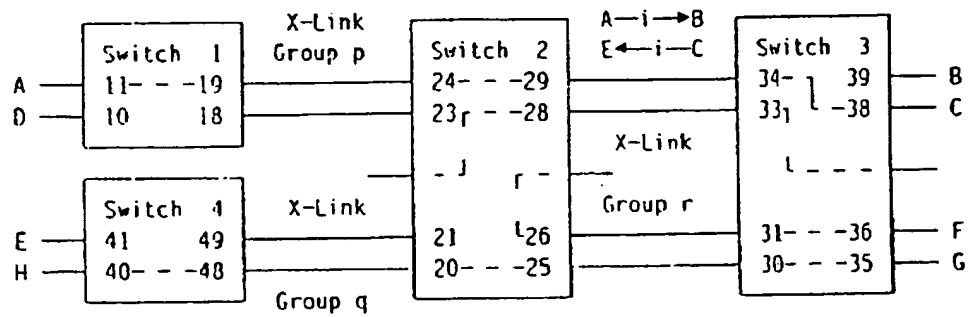 X-Link
Group p
A—i→B
E←i—C
Switch 1
Switch 2
Switch 3
A 11- - -19 24- - -29 34- 39 B
D 10 18 23 - -28 33 -38 C
X-Link
Switch 4
X-Link
Group r
E 41 49 21 26 31- - -36 F
H 40- - -48 20- - -25 30- - -35 G
Group q